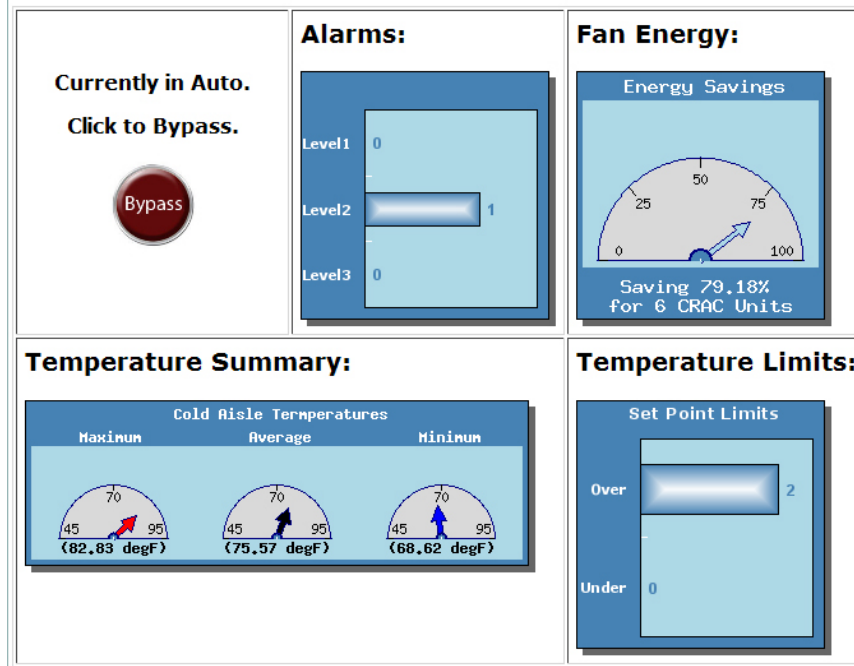 Currently in Auto.
Click to Bypass.
Bypass
Alarms:
Level1 0
Level2 1
Level3 0
Fan Energy:
Energy Savings
0 25 50 75 100
Saving 79.18%
for 6 CRAC Units
Temperature Summary:
Cold Aisle Termperatures
Maximum Average Minimum
70 70 70
45 95 45 95 45 95
(82.83 degF) (75.57 degF) (68.62 degF)
Temperature Limits:
Set Point Limits
Over 2
Under 0